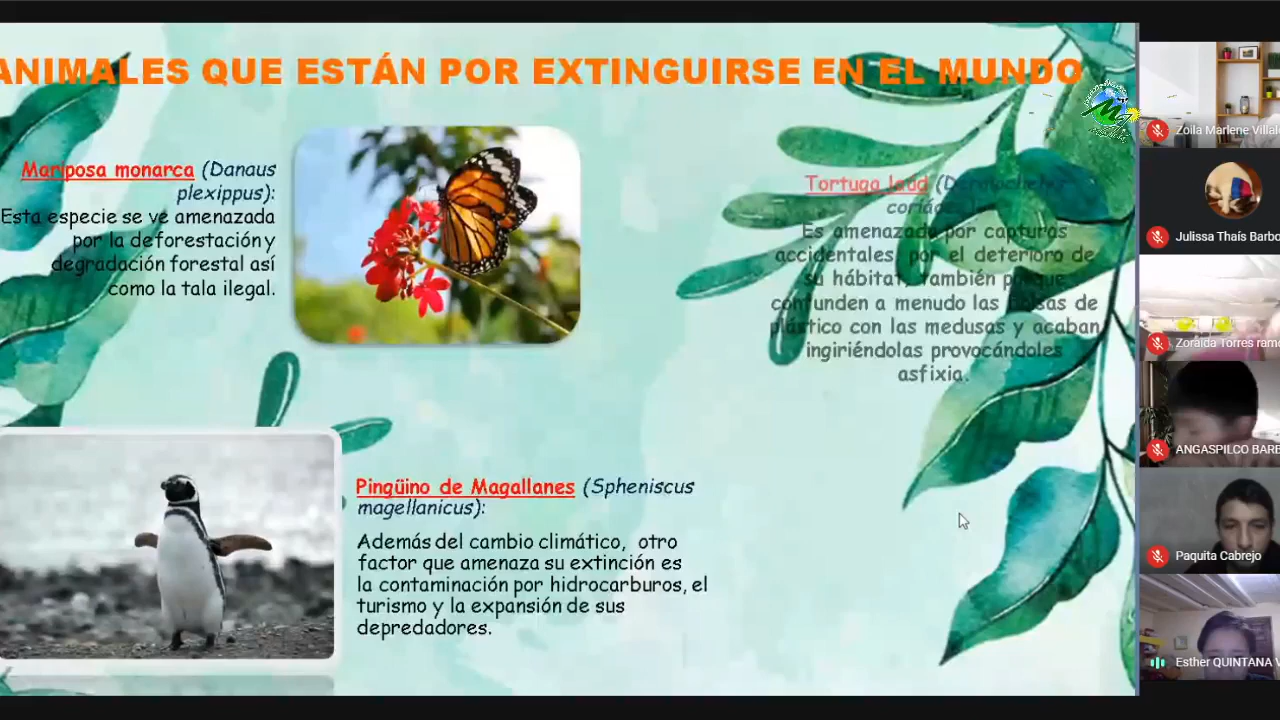 ANIMALES QUE ESTÁN POR EXTINGUIRSE EN EL MUNDO
Mariposa monarca (Danaus
plexippus):
Esta especie se ve amenazada
por la deforestación y
degradación forestal así
como la tala ilegal.
Tortuga laúd (Dermochelys
coriácea
Es amenazada por capturas
accidentales, por el deterioro de
su hábitat, también porque
confunden a menudo las bolsas de
plástico con las medusas y acaban
ingiriéndolas provocándoles
asfixia.
Pingüino de Magallanes (Spheniscus
magellanicus):
Además del cambio climático, otro
factor que amenaza su extinción es
la contaminación por hidrocarburos, el
turismo y la expansión de sus
depredadores.
Zoila Marlene Villal
Julissa Thaís Barbo
Zoraida Torres ramo
ANGASPILCO BARB
Paquita Cabrejo
Esther QUINTANA V